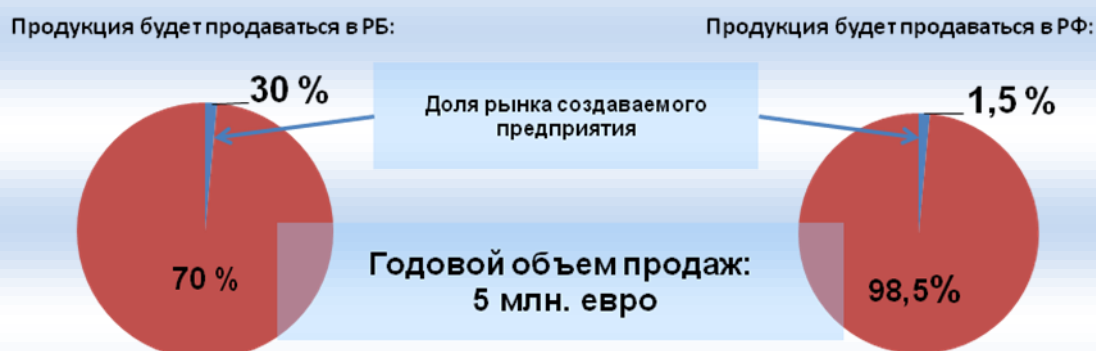 Продукция будет продаваться в РБ:
Продукция будет продаваться в РФ:
30 %
Доля рынка создаваемого
предприятия
1,5 %
70 %
Годовой объем продаж:
5 млн. евро
98,5%